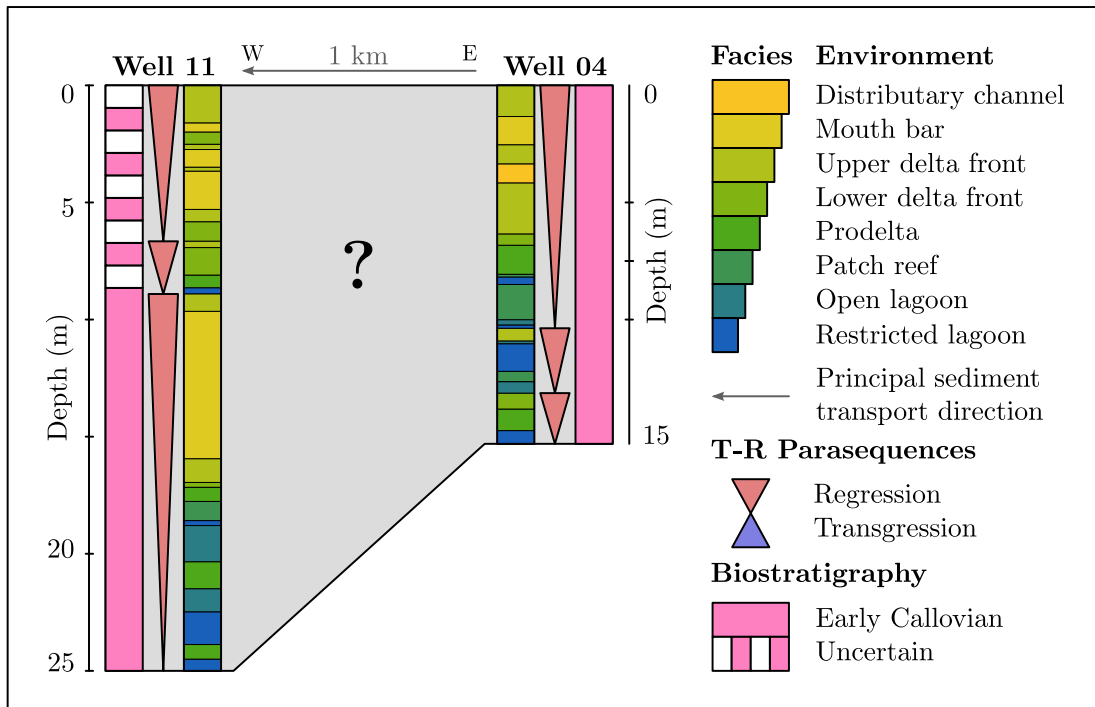 Well 11
W 1 km E
Well 04
0
5
20
25
Depth (m)
?
0
15
Depth (m)
Facies Environment
Distributary channel
Mouth bar
Upper delta front
Lower delta front
Prodelta
Patch reef
Open lagoon
Restricted lagoon
Principal sediment
transport direction
T-R Parasequences
Regression
Transgression
Biostratigraphy
Early Callovian
Uncertain